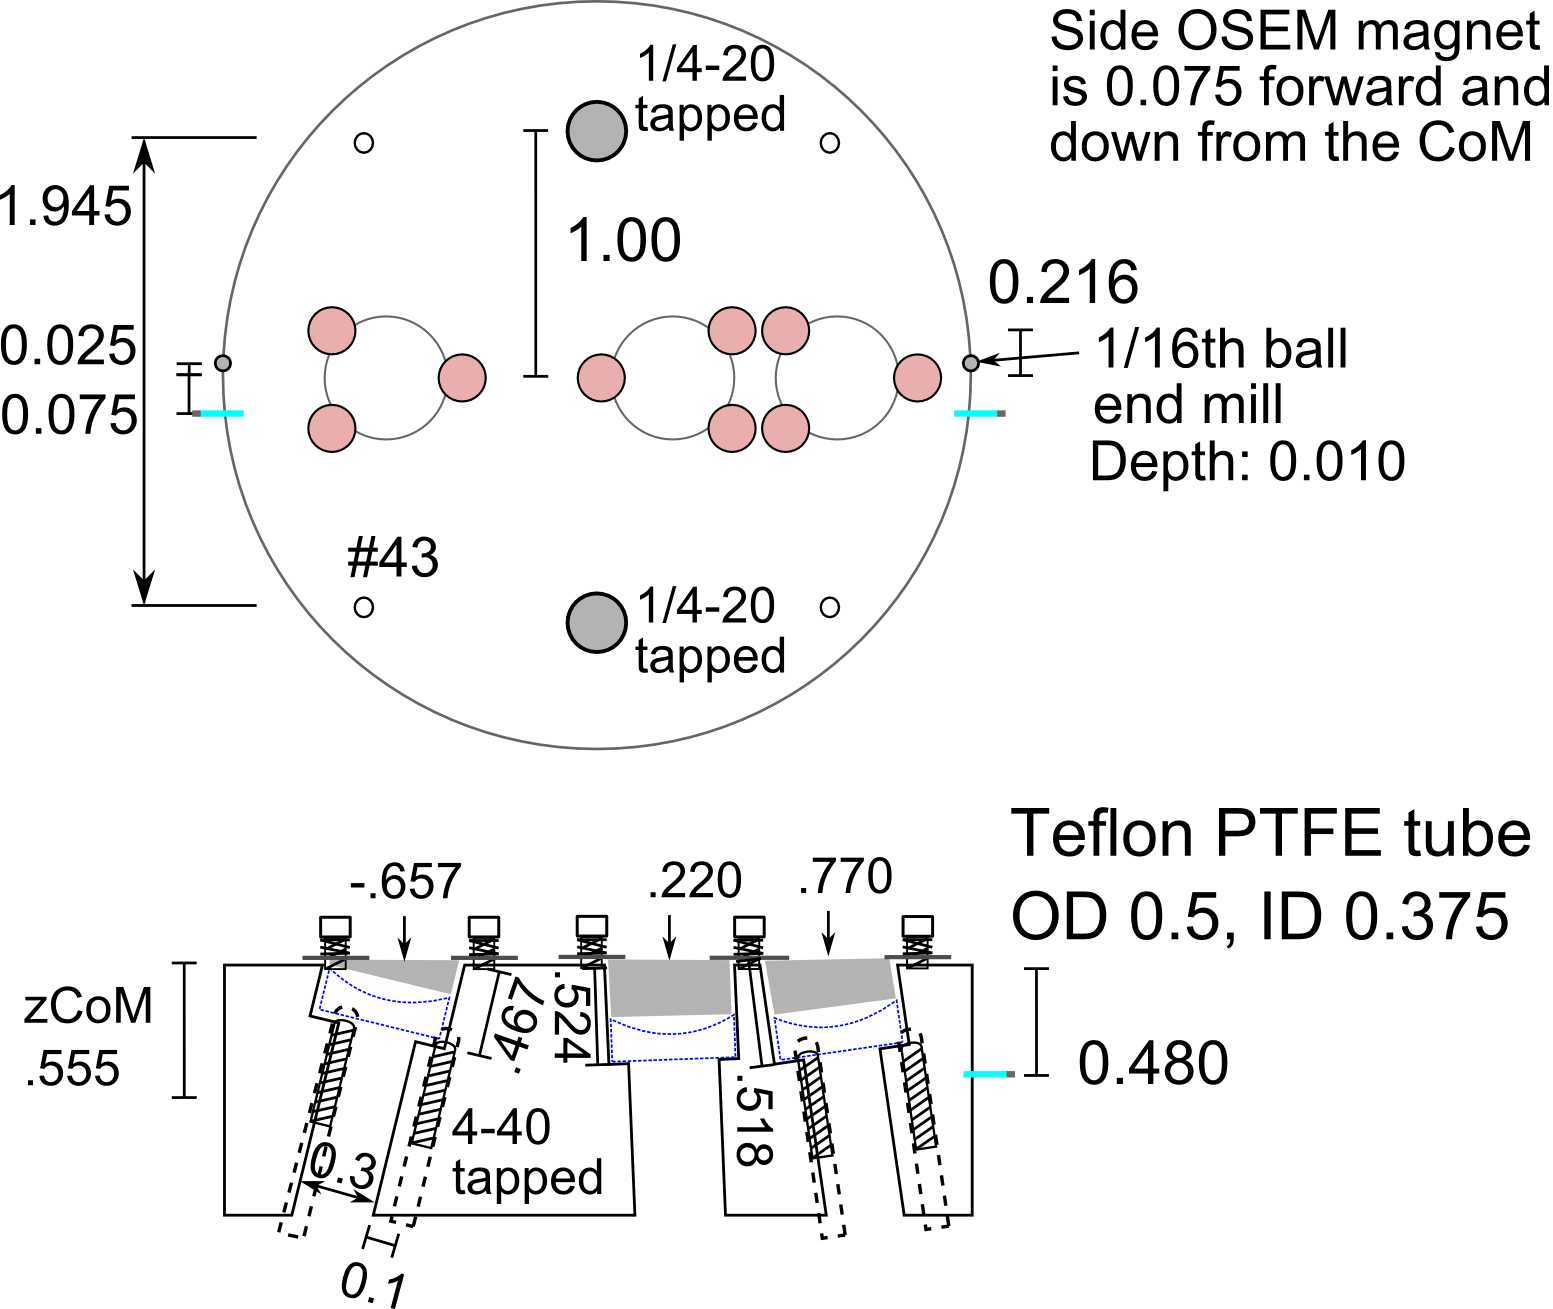 Side OSEM magnet
is 0.075 forward and
down from the CoM
1/4-20
tapped
1.945
1.00
0.216
0.025
0.075
1/16th ball
end mill
Depth: 0.010
#43
1/4-20
tapped
Teflon PTFE tube
OD 0.5, ID 0.375
-.657
.220
.770
zCoM
.555
.467
.524
.518
0.480
4-40
tapped
0.3
0.1